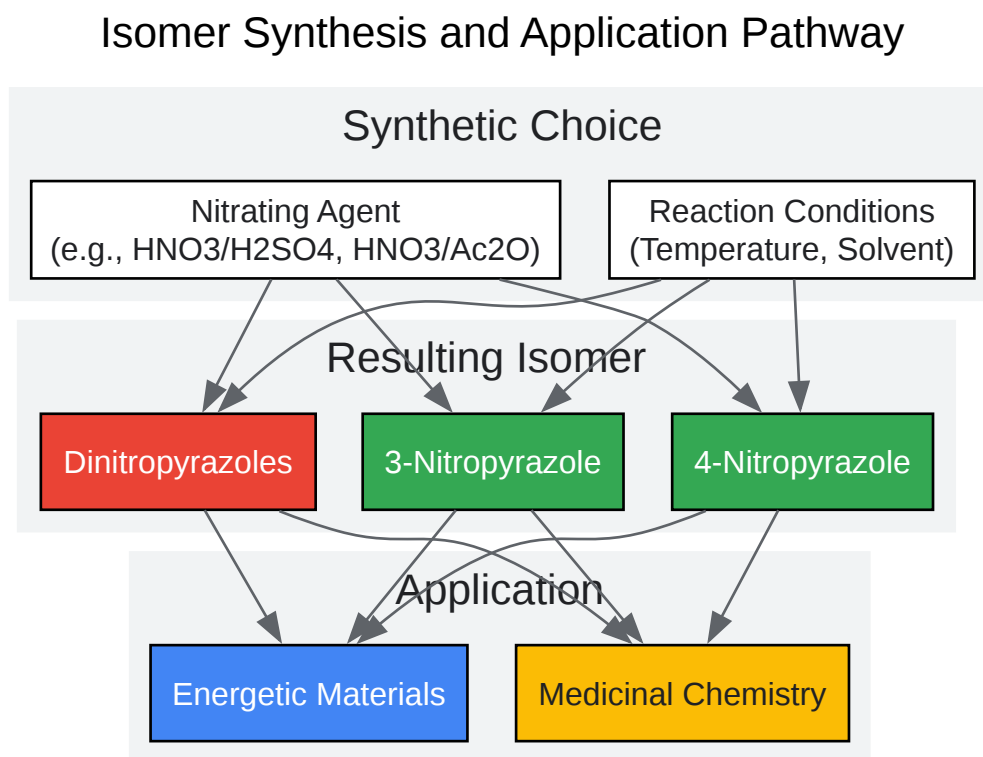 Isomer Synthesis and Application Pathway
Synthetic Choice
Nitrating Agent
(e.g., HNO3/H2SO4, HNO3/Ac2O)
Reaction Conditions
(Temperature, Solvent)
Resulting Isomer
Dinitropyrazoles
3-Nitropyrazole
4-Nitropyrazole
Application
Energetic Materials
Medicinal Chemistry